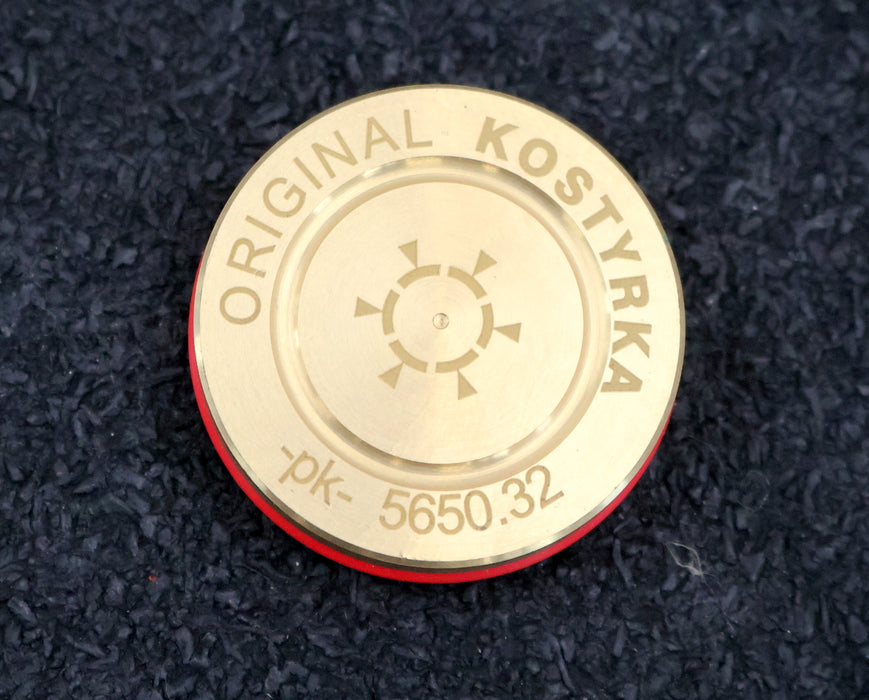 ORIGINAL KOSTYRKA
-pk- 5650.32